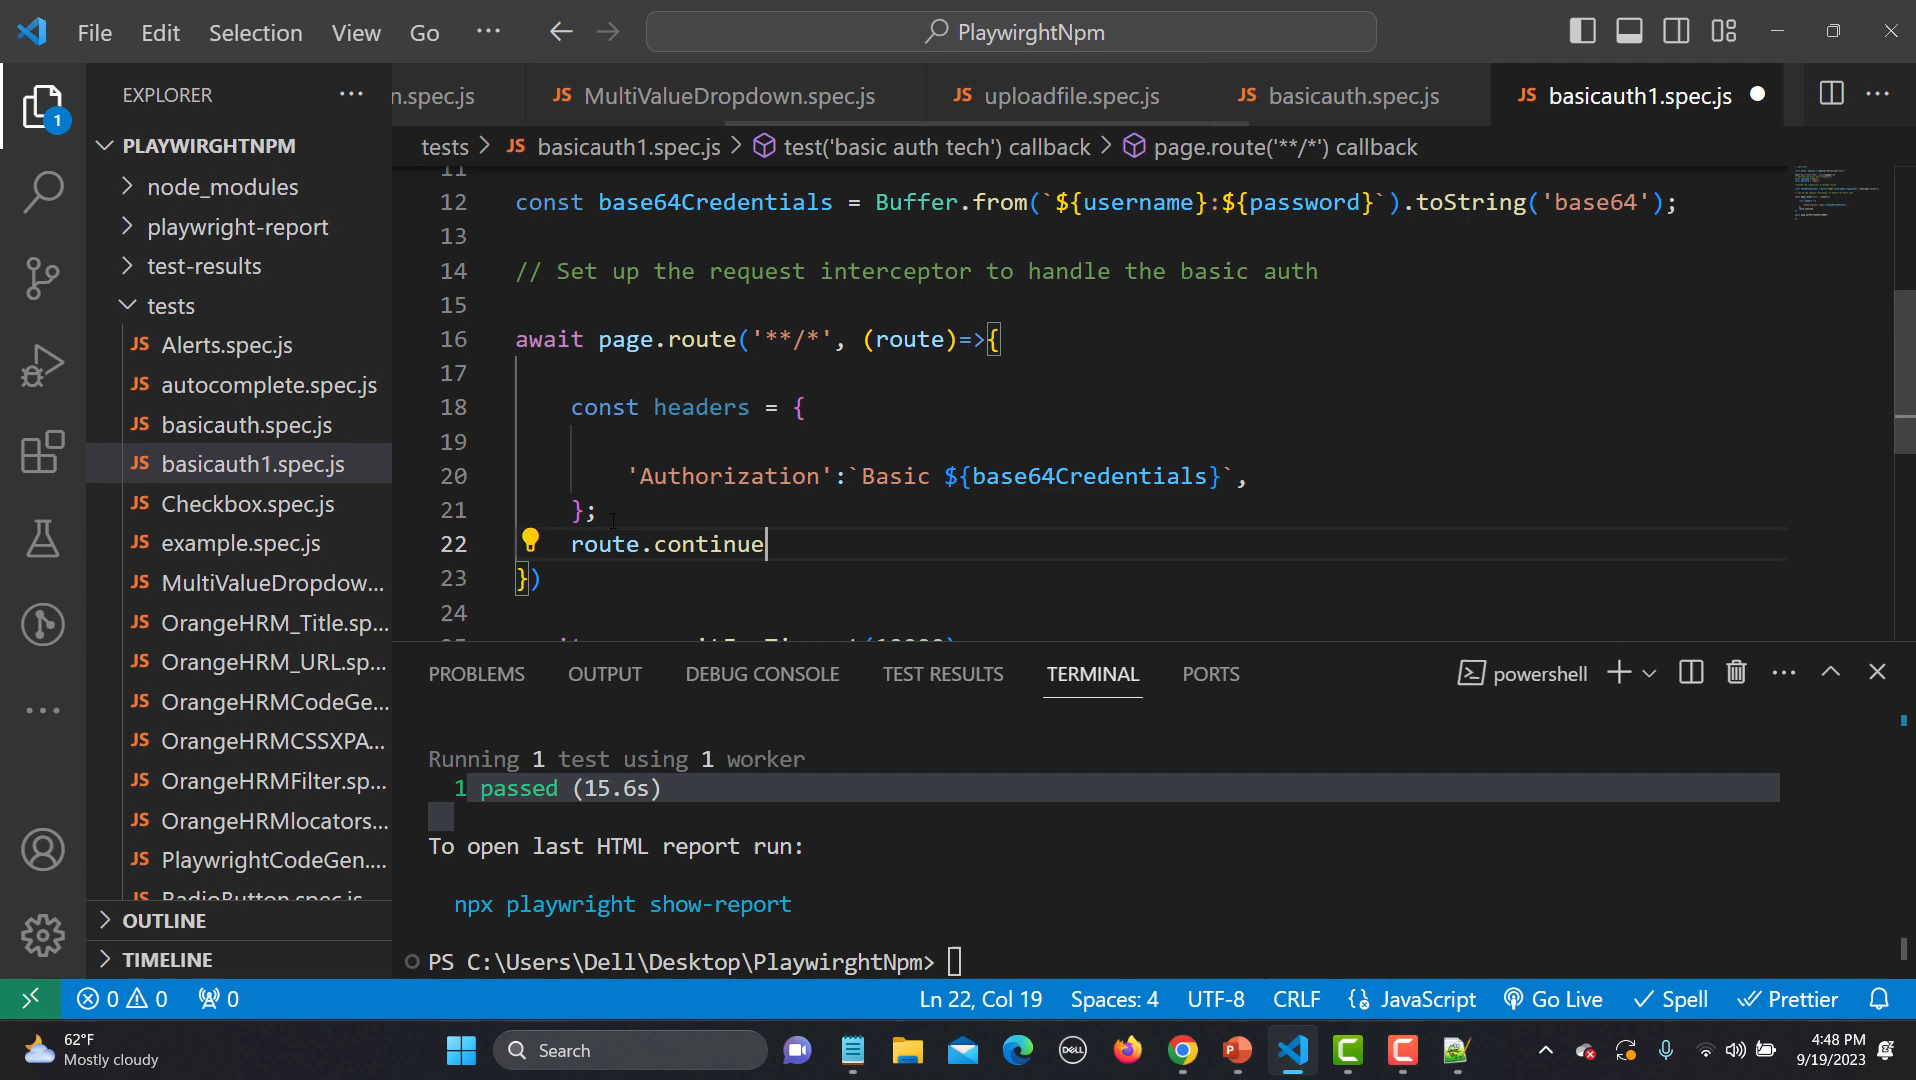 File Edit Selection View Go ··· PlaywirghtNpm
EXPLORER ···
n.spec.js JS MultiValueDropdown.spec.js JS uploadfile.spec.js JS basicauth.spec.js JS basicauth1.spec.js ···
tests > JS basicauth1.spec.js > test('basic auth tech') callback > page.route('**/*') callback
1
PLAYWIRGHTNPM
node_modules
playwright-report
test-results
tests
JS Alerts.spec.js
JS autocomplete.spec.js
JS basicauth.spec.js
JS basicauth1.spec.js
JS Checkbox.spec.js
JS example.spec.js
JS MultiValueDropdow...
JS OrangeHRM_Title.sp...
JS OrangeHRM_URL.sp...
JS OrangeHRMCodeGe...
JS OrangeHRMCSSXPA...
JS OrangeHRMFilter.sp...
JS OrangeHRMlocators...
JS PlaywrightCodeGen....
JS RadioButton.spec.js
OUTLINE
TIMELINE
11
12 const base64Credentials = Buffer.from(`${username}:${password}`).toString('base64');
13
14 // Set up the request interceptor to handle the basic auth
15
16 await page.route('**/*', (route)=>{
17
18 const headers = {
19
20 'Authorization':`Basic ${base64Credentials}`,
21 };
22 route.continue
23 })
24
PROBLEMS OUTPUT DEBUG CONSOLE TEST RESULTS TERMINAL PORTS powershell ···
Running 1 test using 1 worker
1 passed (15.6s)
To open last HTML report run:
npx playwright show-report
PS C:\Users\Dell\Desktop\PlaywirghtNpm>
0 0 0 Ln 22, Col 19 Spaces: 4 UTF-8 CRLF {} JavaScript Go Live Spell Prettier
62°F
Mostly cloudy
Search
DELL
4:48 PM
9/19/2023